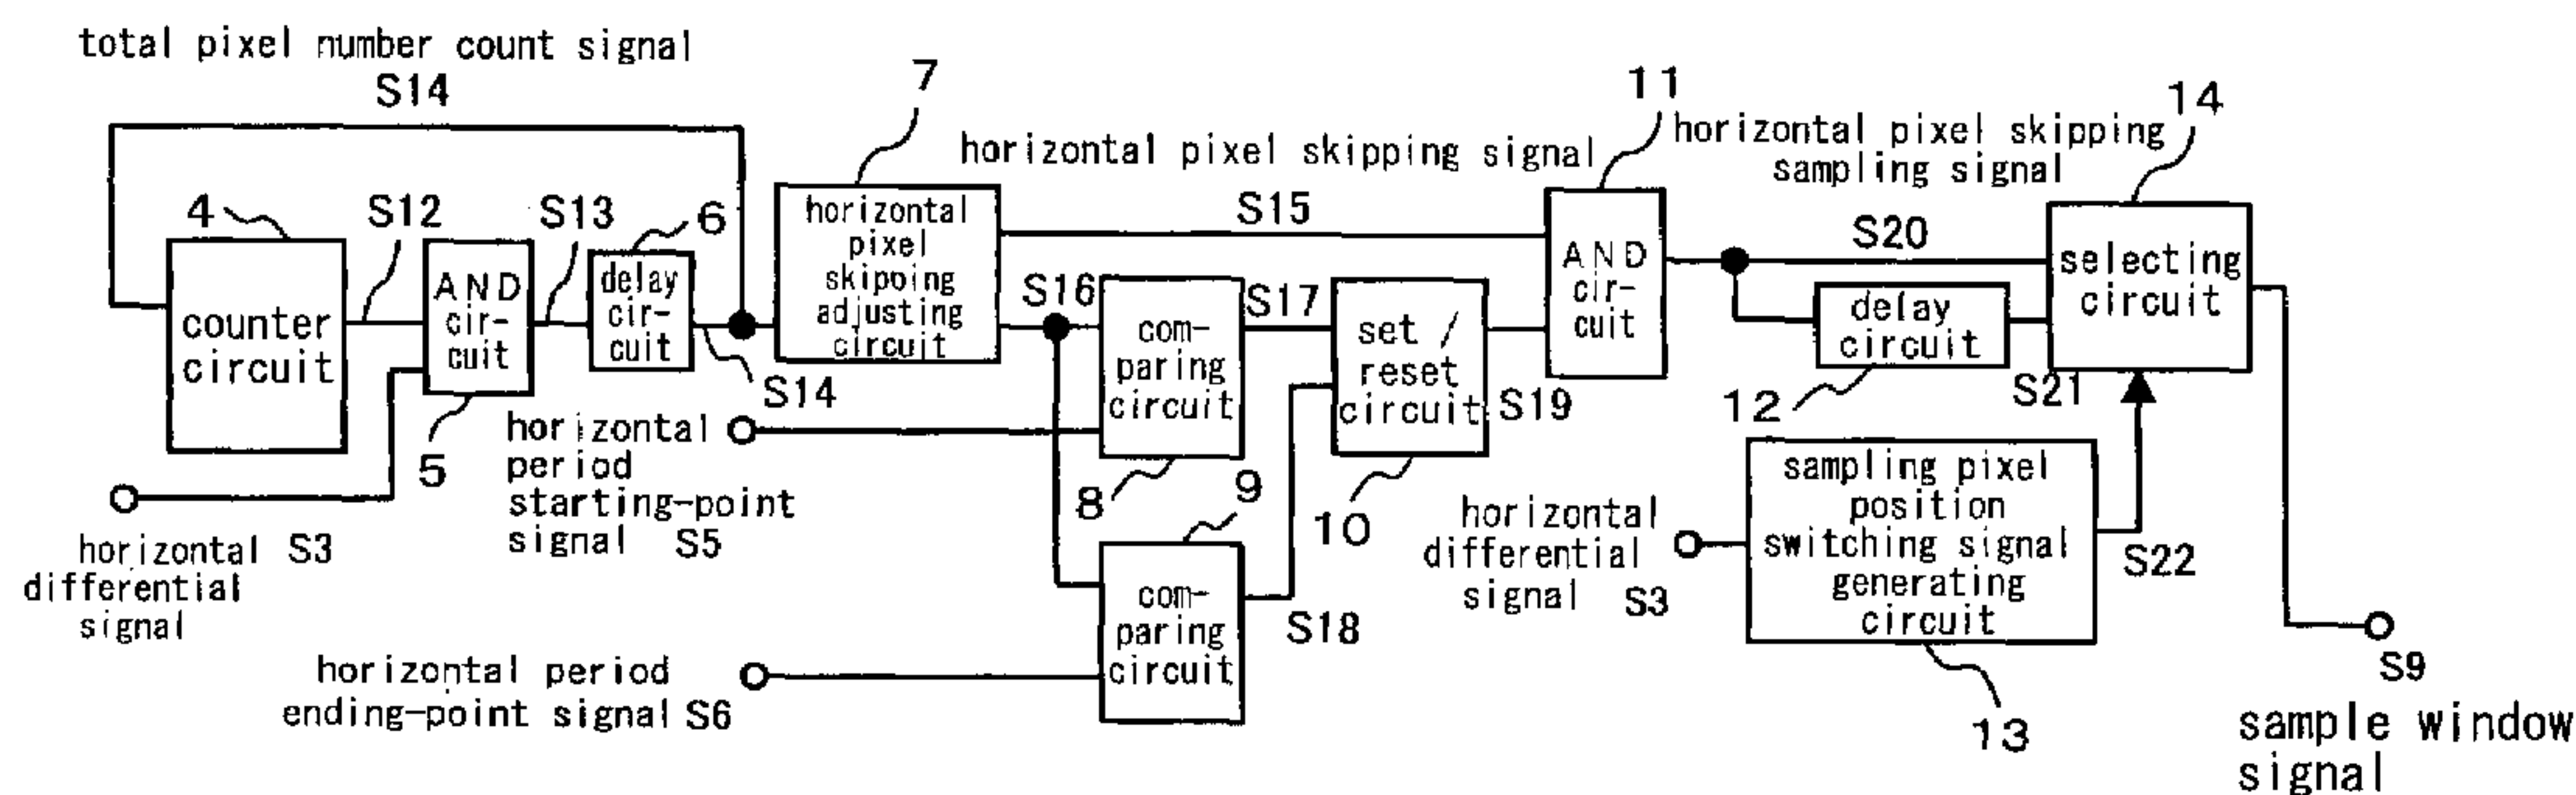 total pixel number count signal
S14
7
11
14
horizontal pixel skipping signal
horizontal pixel skipping
sampling signal
4
S12
S13
6
S15
S20
counter
circuit
AND
cir-
cuit
delay
cir-
cuit
horizontal
pixel
skipping
adjusting
circuit
S16
com-
paring
circuit
S17
set /
reset
circuit
AND
cir-
cuit
selecting
circuit
delay
circuit
S14
S19
12
S21
5
horizontal
period
starting-point
signal S5
8
9
10
horizontal S3
differential
signal
horizontal
differential
signal S3
sampling pixel
position
switching signal
generating
circuit
S22
com-
paring
circuit
S18
horizontal period
ending-point signal S6
13
S9
sample window
signal